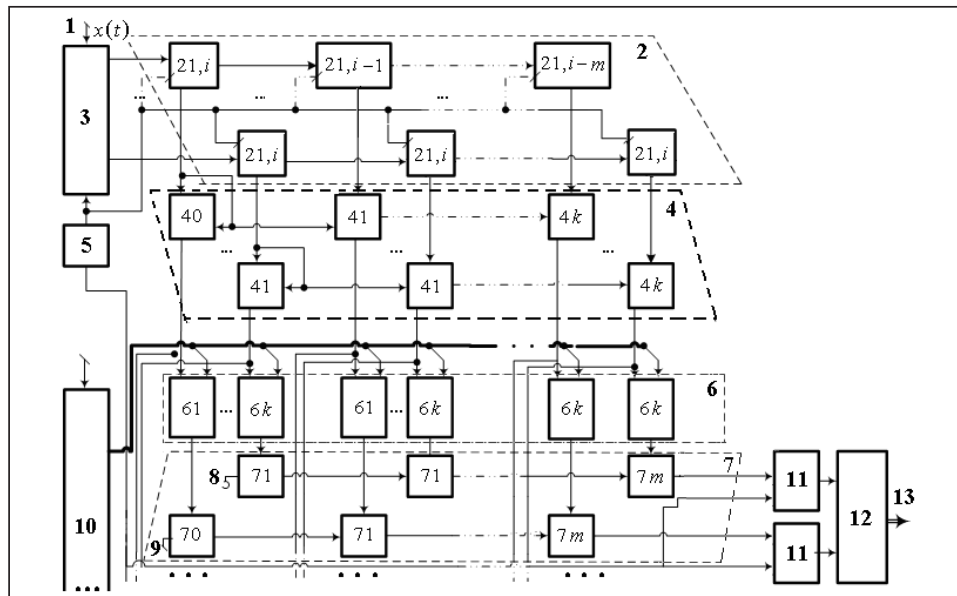 1 x(t)
21,i 21,i−1 21,i−m 2
... ... ...
3
21,i 21,i 21,i
40 41 4k 4
5
... ... ...
41 41 4k
. . .
61 ... 6k 61 ... 6k 6k 6k 6
8 71 71 7m 7
10 11 12 13
9 70 71 7m
11
... ... ... ...